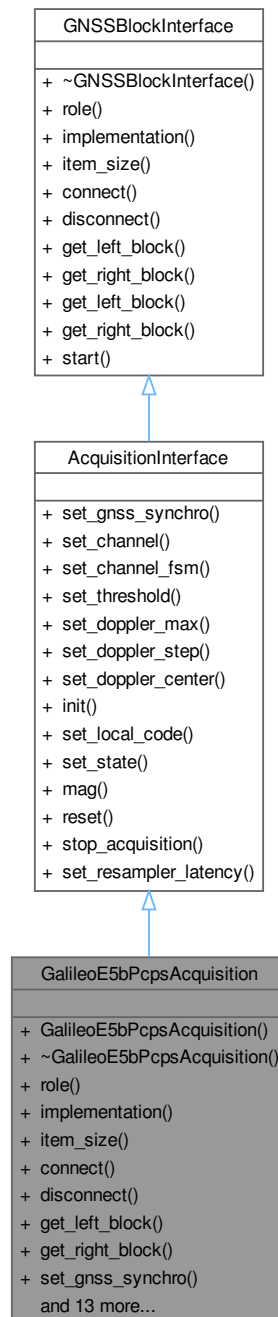 GNSSBlockInterface
+ ~GNSSBlockInterface()
+ role()
+ implementation()
+ item_size()
+ connect()
+ disconnect()
+ get_left_block()
+ get_right_block()
+ get_left_block()
+ get_right_block()
+ start()
AcquisitionInterface
+ set_gnss_synchro()
+ set_channel()
+ set_channel_fsm()
+ set_threshold()
+ set_doppler_max()
+ set_doppler_step()
+ set_doppler_center()
+ init()
+ set_local_code()
+ set_state()
+ mag()
+ reset()
+ stop_acquisition()
+ set_resampler_latency()
GalileoE5bPcpsAcquisition
+ GalileoE5bPcpsAcquisition()
+ ~GalileoE5bPcpsAcquisition()
+ role()
+ implementation()
+ item_size()
+ connect()
+ disconnect()
+ get_left_block()
+ get_right_block()
+ set_gnss_synchro()
and 13 more...